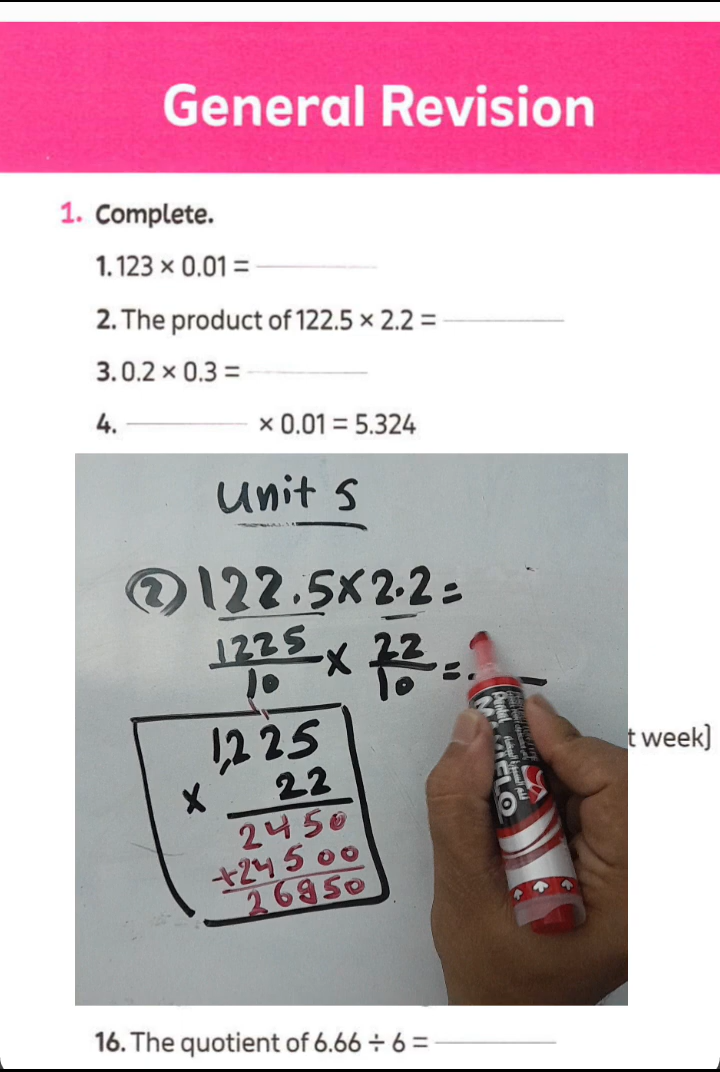 General Revision
1. Complete.
1. 123 × 0.01 =
2. The product of 122.5 × 2.2 =
3. 0.2 × 0.3 =
4. × 0.01 = 5.324
Unit 5
② 122.5 × 2.2 =
1225/10 × 22/10 =
1,225
× 22
2450
+24500
26950
t week)
16. The quotient of 6.66 ÷ 6 =